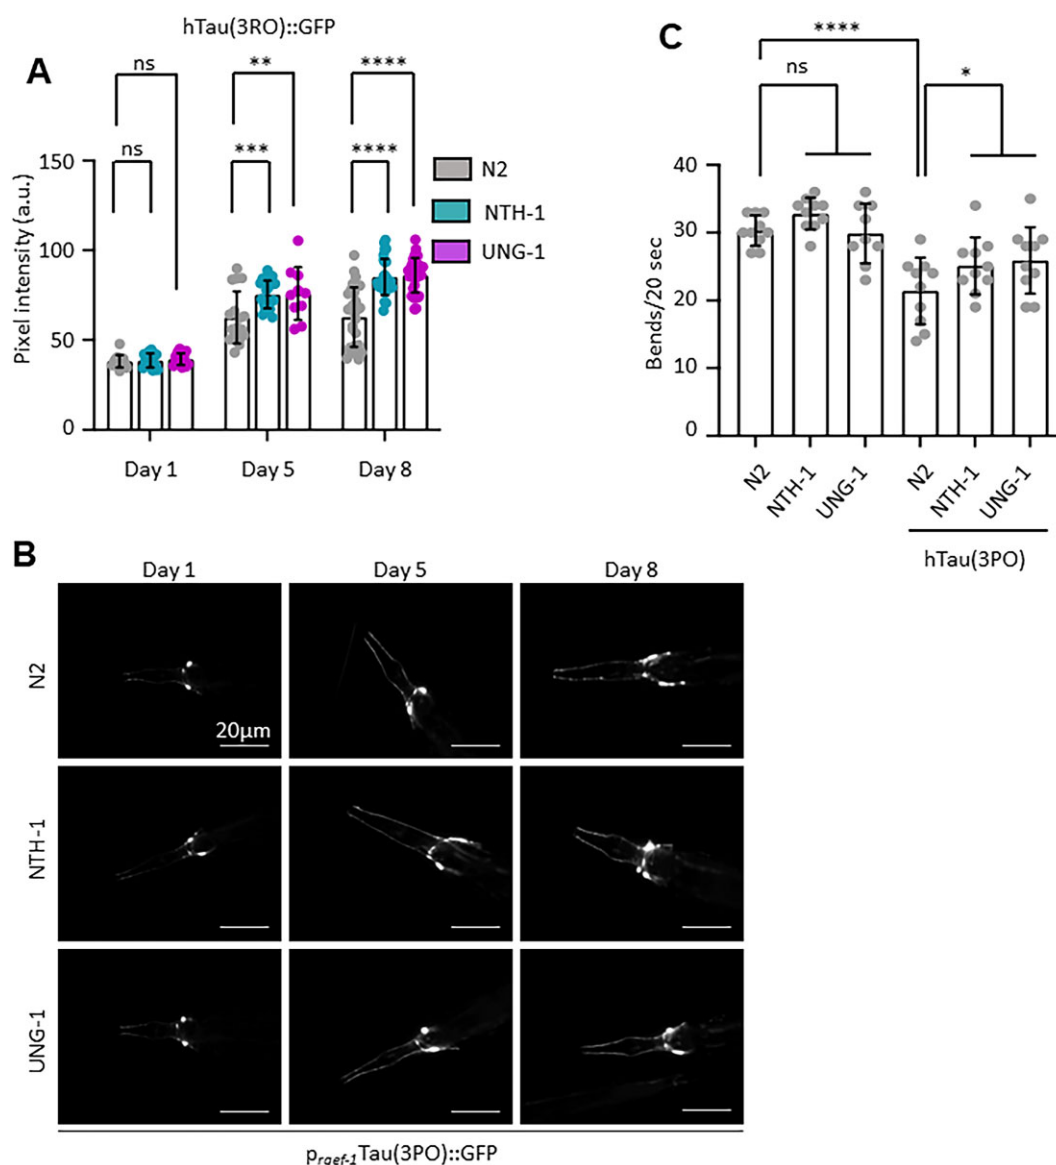 hTau(3RO)::GFP
A
ns
**
****
ns
***
****
150
100
50
0
Pixel intensity (a.u.)
Day 1
Day 5
Day 8
N2
NTH-1
UNG-1
C
****
ns
*
40
30
20
10
0
Bends/20 sec
N2
NTH-1
UNG-1
N2
NTH-1
UNG-1
hTau(3PO)
B
Day 1
Day 5
Day 8
N2
20µm
NTH-1
UNG-1
prgef-1Tau(3PO)::GFP